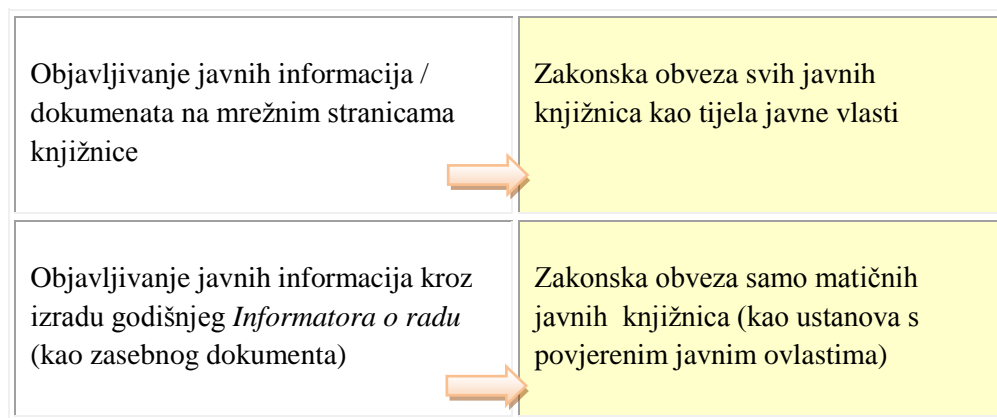 Objavljivanje javnih informacija /
dokumenata na mrežnim stranicama
knjižnice
Zakonska obveza svih javnih
knjižnica kao tijela javne vlasti
Objavljivanje javnih informacija kroz
izradu godišnjeg Informatora o radu
(kao zasebnog dokumenta)
Zakonska obveza samo matičnih
javnih knjižnica (kao ustanova s
povjerenim javnim ovlastima)